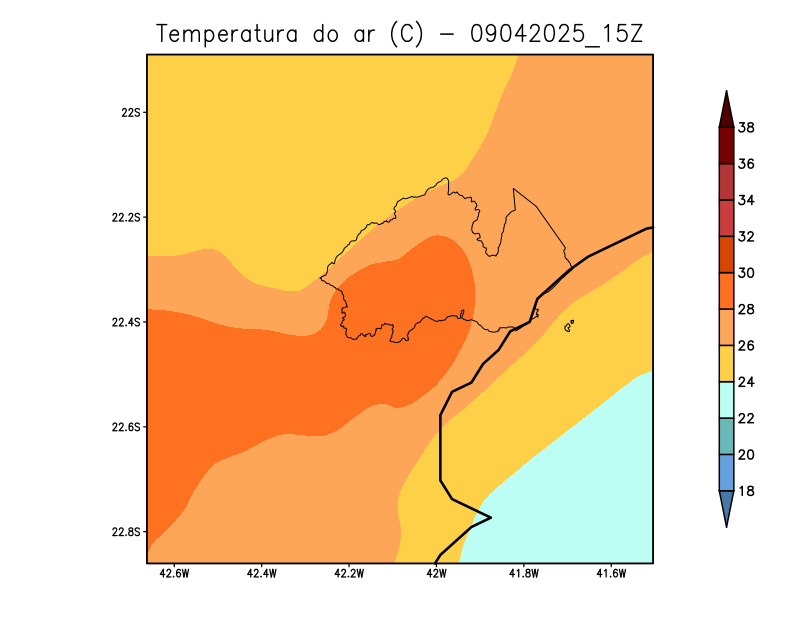 Temperatura do ar (C) - 09042025_15Z
22S
22.2S
22.4S
22.6S
22.8S
42.6W
42.4W
42.2W
42W
41.8W
41.6W
38
36
34
32
30
28
26
24
22
20
18